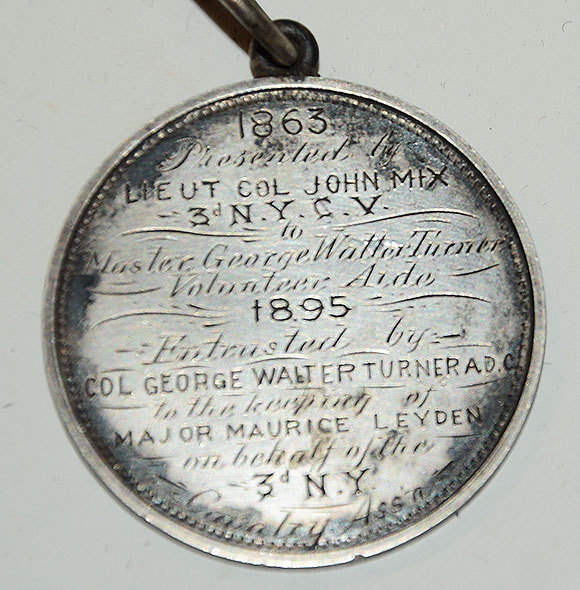 1863
Presented by
LIEUT COL JOHN MIX
-3d N.Y.C.V.-
to
Master George Walter Turner
Volunteer Aide
1895
-:Entrusted by:-
COL GEORGE WALTER TURNER A.D.C.
to the keeping of
MAJOR MAURICE LEYDEN
on behalf of the
-3d N.Y.-
Cavalry Ass'n